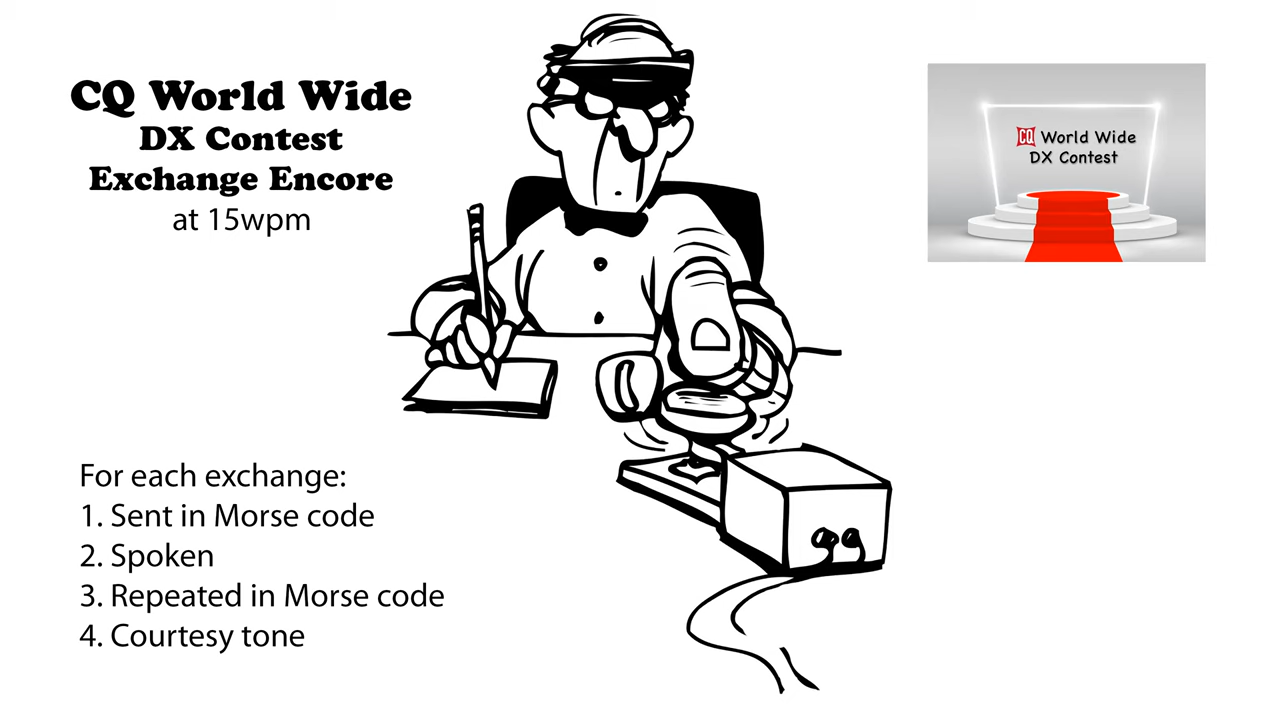 CQ World Wide
DX Contest
Exchange Encore
at 15wpm
CQ World Wide
DX Contest
For each exchange:
1. Sent in Morse code
2. Spoken
3. Repeated in Morse code
4. Courtesy tone